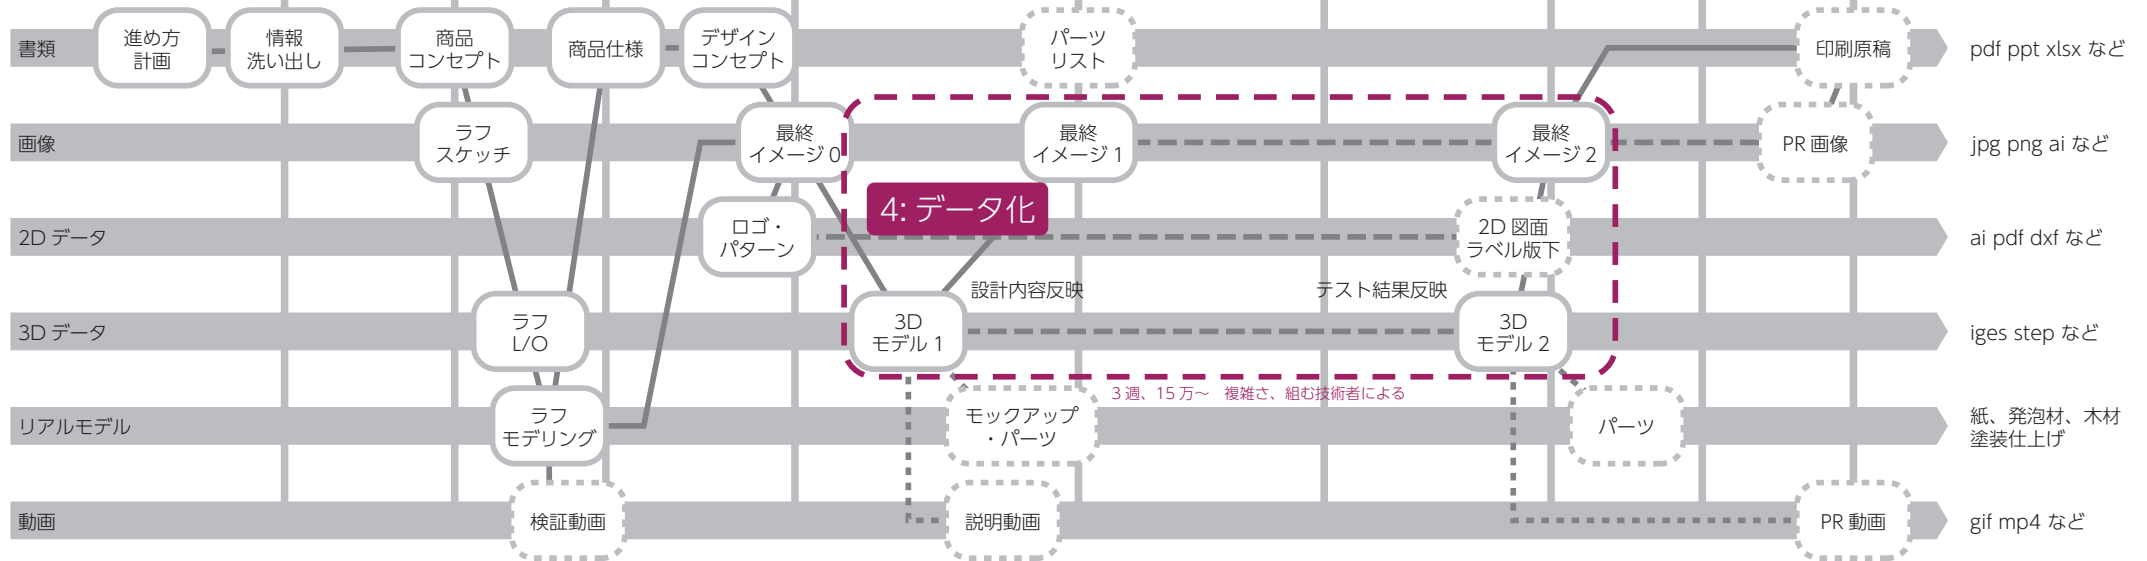 書類
進め方
計画
情報
洗い出し
商品
コンセプト
商品仕様
デザイン
コンセプト
パーツ
リスト
印刷原稿
pdf ppt xlsx など
画像
ラフ
スケッチ
最終
イメージ 0
最終
イメージ 1
最終
イメージ 2
PR 画像
jpg png ai など
2D データ
ロゴ・
パターン
4: データ化
2D 図面
ラベル版下
ai pdf dxf など
設計内容反映
テスト結果反映
3D データ
ラフ
L/O
3D
モデル 1
3D
モデル 2
iges step など
3 週、15 万〜　複雑さ、組む技術者による
リアルモデル
ラフ
モデリング
モックアップ
・パーツ
パーツ
紙、発泡材、木材
塗装仕上げ
動画
検証動画
説明動画
PR 動画
gif mp4 など